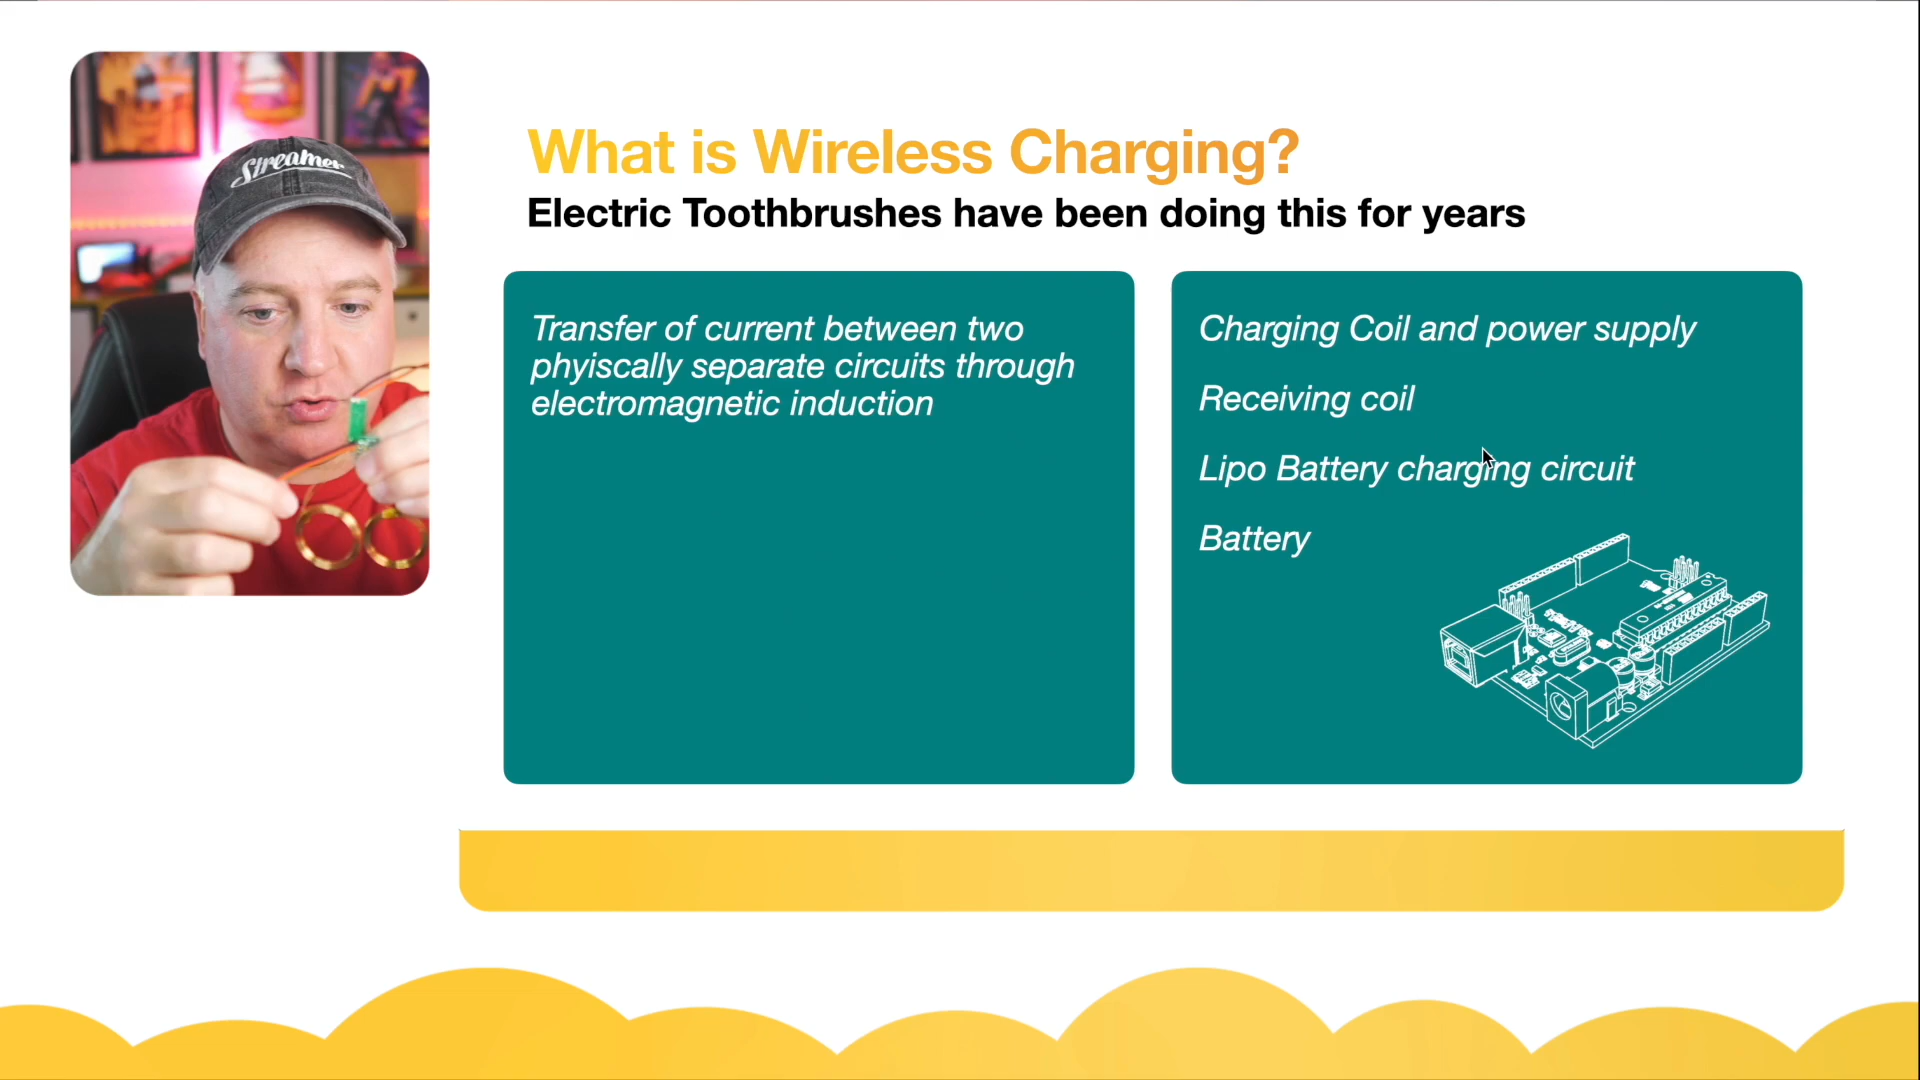 Streamer
What is Wireless Charging?
Electric Toothbrushes have been doing this for years
Transfer of current between two
phyiscally separate circuits through
electromagnetic induction
Charging Coil and power supply
Receiving coil
Lipo Battery charging circuit
Battery